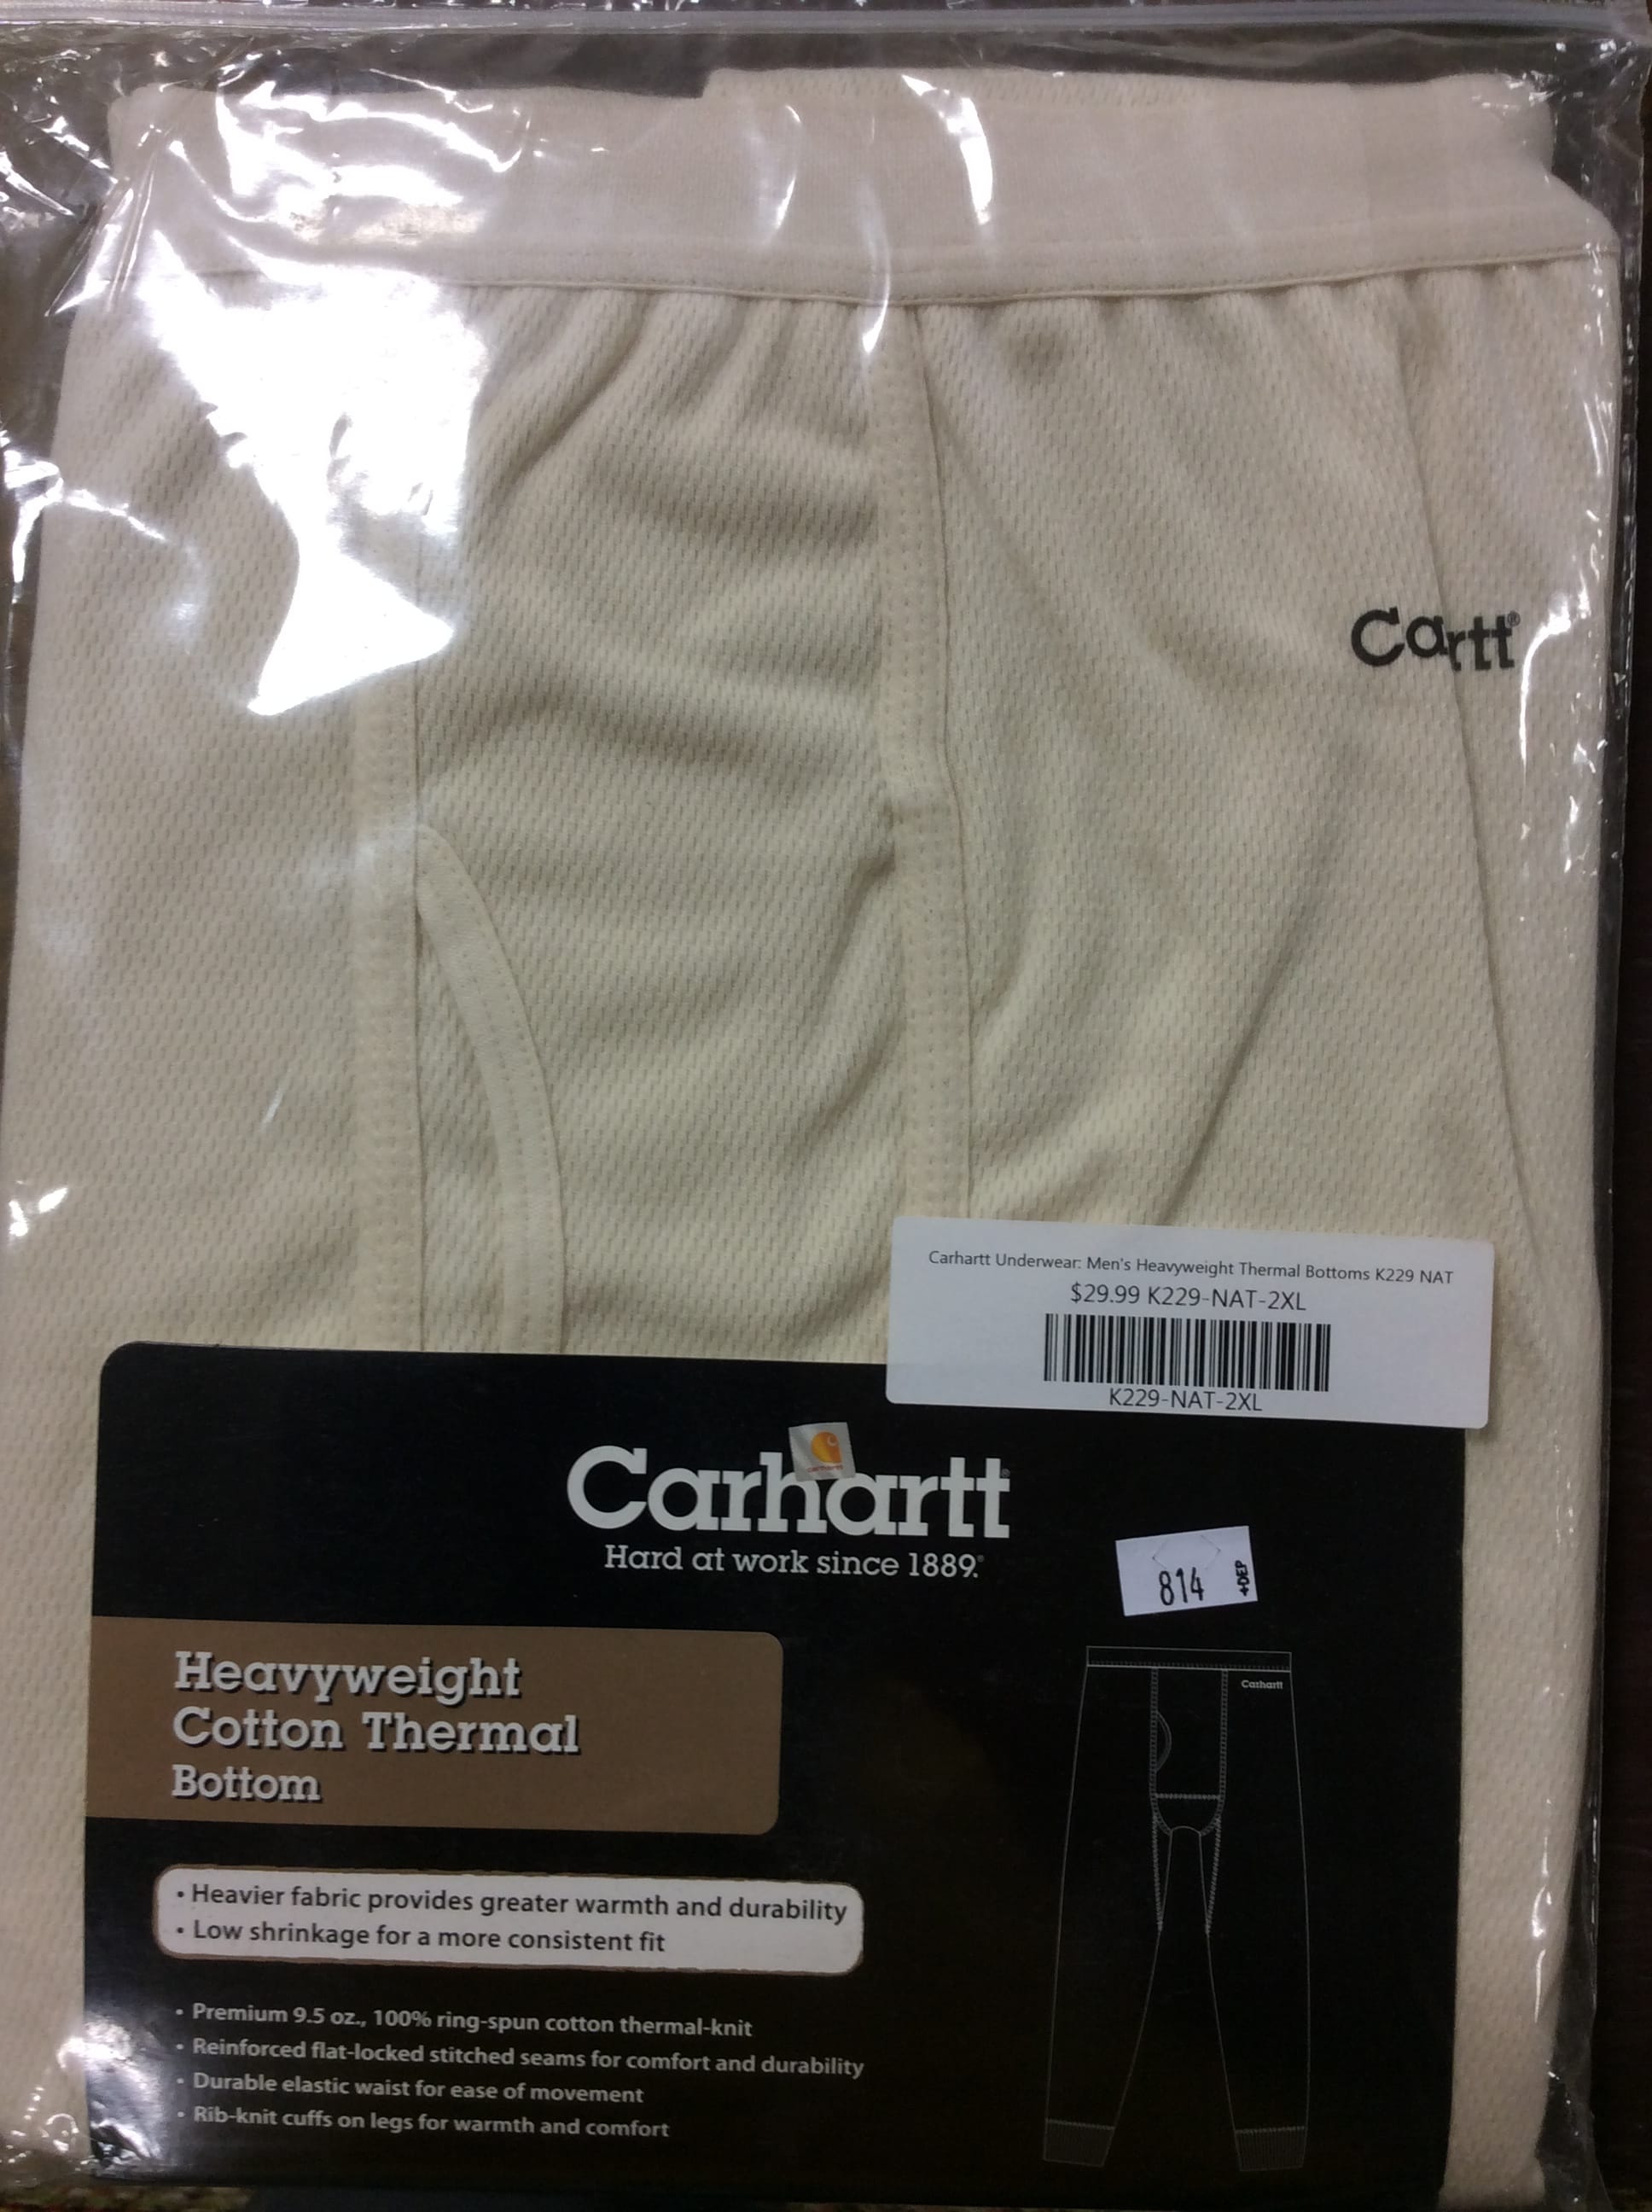 Cartt®
Carhartt Underwear: Men's Heavyweight Thermal Bottoms K229 NAT
$29.99 K229-NAT-2XL
K229-NAT-2XL
Carhartt
Hard at work since 1889.
814
+DEP
Carhartt
Heavyweight
Cotton Thermal
Bottom
• Heavier fabric provides greater warmth and durability
• Low shrinkage for a more consistent fit
• Premium 9.5 oz., 100% ring-spun cotton thermal-knit
• Reinforced flat-locked stitched seams for comfort and durability
• Durable elastic waist for ease of movement
• Rib-knit cuffs on legs for warmth and comfort